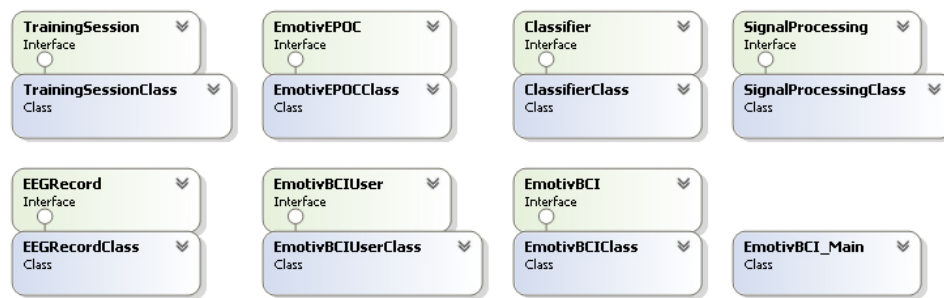 TrainingSession
Interface
TrainingSessionClass
Class
EmotivEPOC
Interface
EmotivEPOCClass
Class
Classifier
Interface
ClassifierClass
Class
SignalProcessing
Interface
SignalProcessingClass
Class
EEGRecord
Interface
EEGRecordClass
Class
EmotivBCIUser
Interface
EmotivBCIUserClass
Class
EmotivBCI
Interface
EmotivBCIClass
Class
EmotivBCI_Main
Class